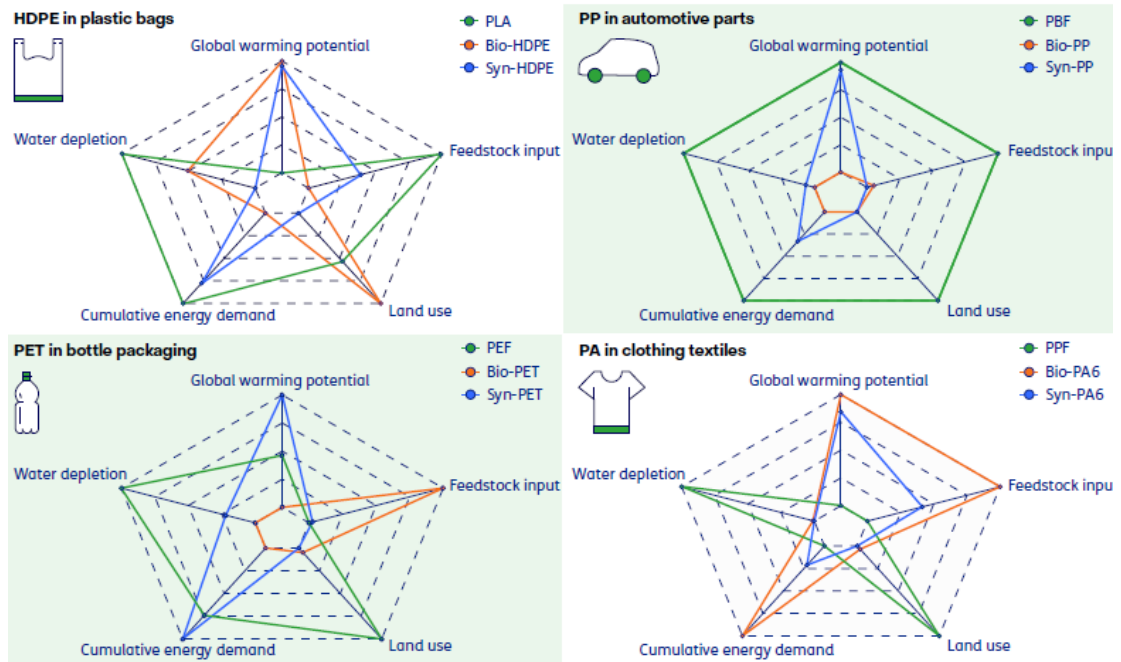 HDPE in plastic bags
PLA
Bio-HDPE
Syn-HDPE
Global warming potential
Water depletion
Feedstock input
Cumulative energy demand
Land use
PP in automotive parts
PBF
Bio-PP
Syn-PP
Global warming potential
Water depletion
Feedstock inpu
Cumulative energy demand
Land use
PET in bottle packaging
PEF
Bio-PET
Syn-PET
Global warming potential
Water depletion
Feedstock input
Cumulative energy demand
Land use
PA in clothing textiles
PPF
Bio-PA6
Syn-PA6
Global warming potential
Water depletion
Feedstock inpu
Cumulative energy demand
Land use